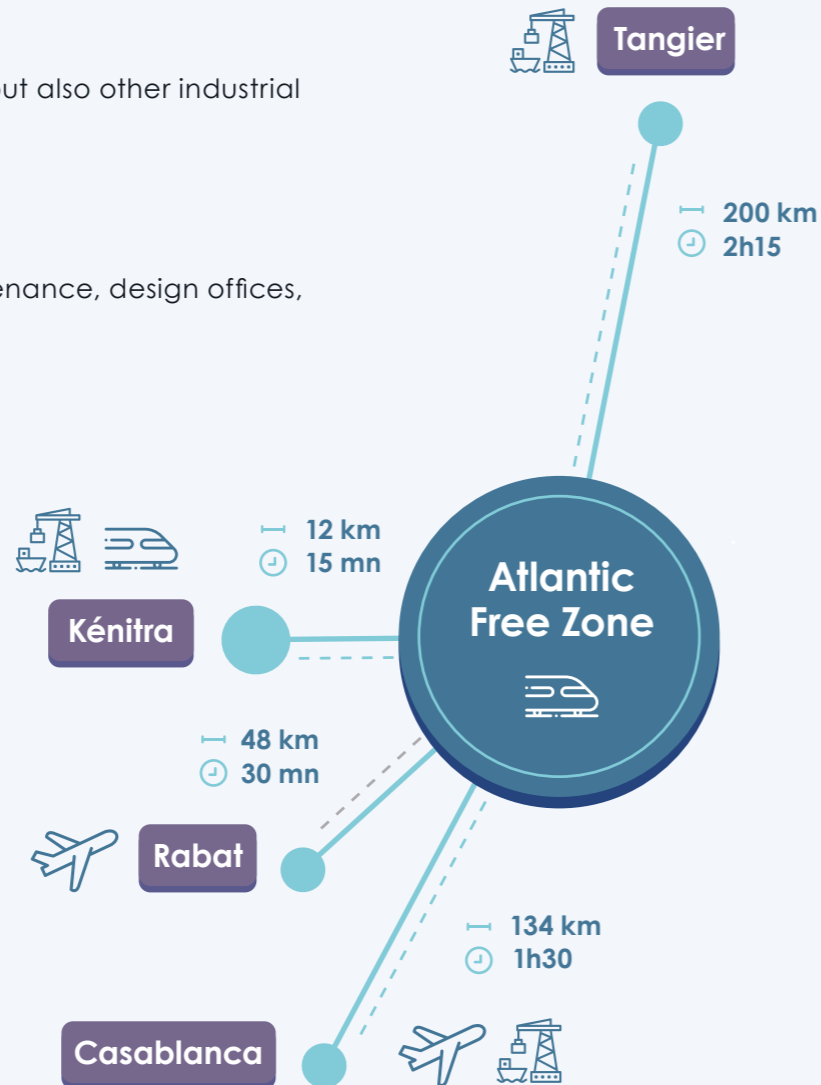 Tangier
out also other industrial
200 km
2h15
enance, design offices,
12 km
15 mn
Atlantic
Free Zone
Kénitra
48 km
30 mn
Rabat
134 km
1h30
Casablanca